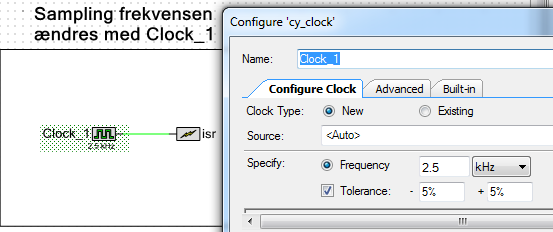 Sampling frekvensen
ændres med Clock_1
Clock_1
isr
2.5 kHz
Configure 'cy_clock'
Name:
Clock_1
Configure Clock
Advanced
Built-in
Clock Type:
New
Existing
Source:
<Auto>
Specify:
Frequency
2.5
kHz
Tolerance:
-
5%
+
5%